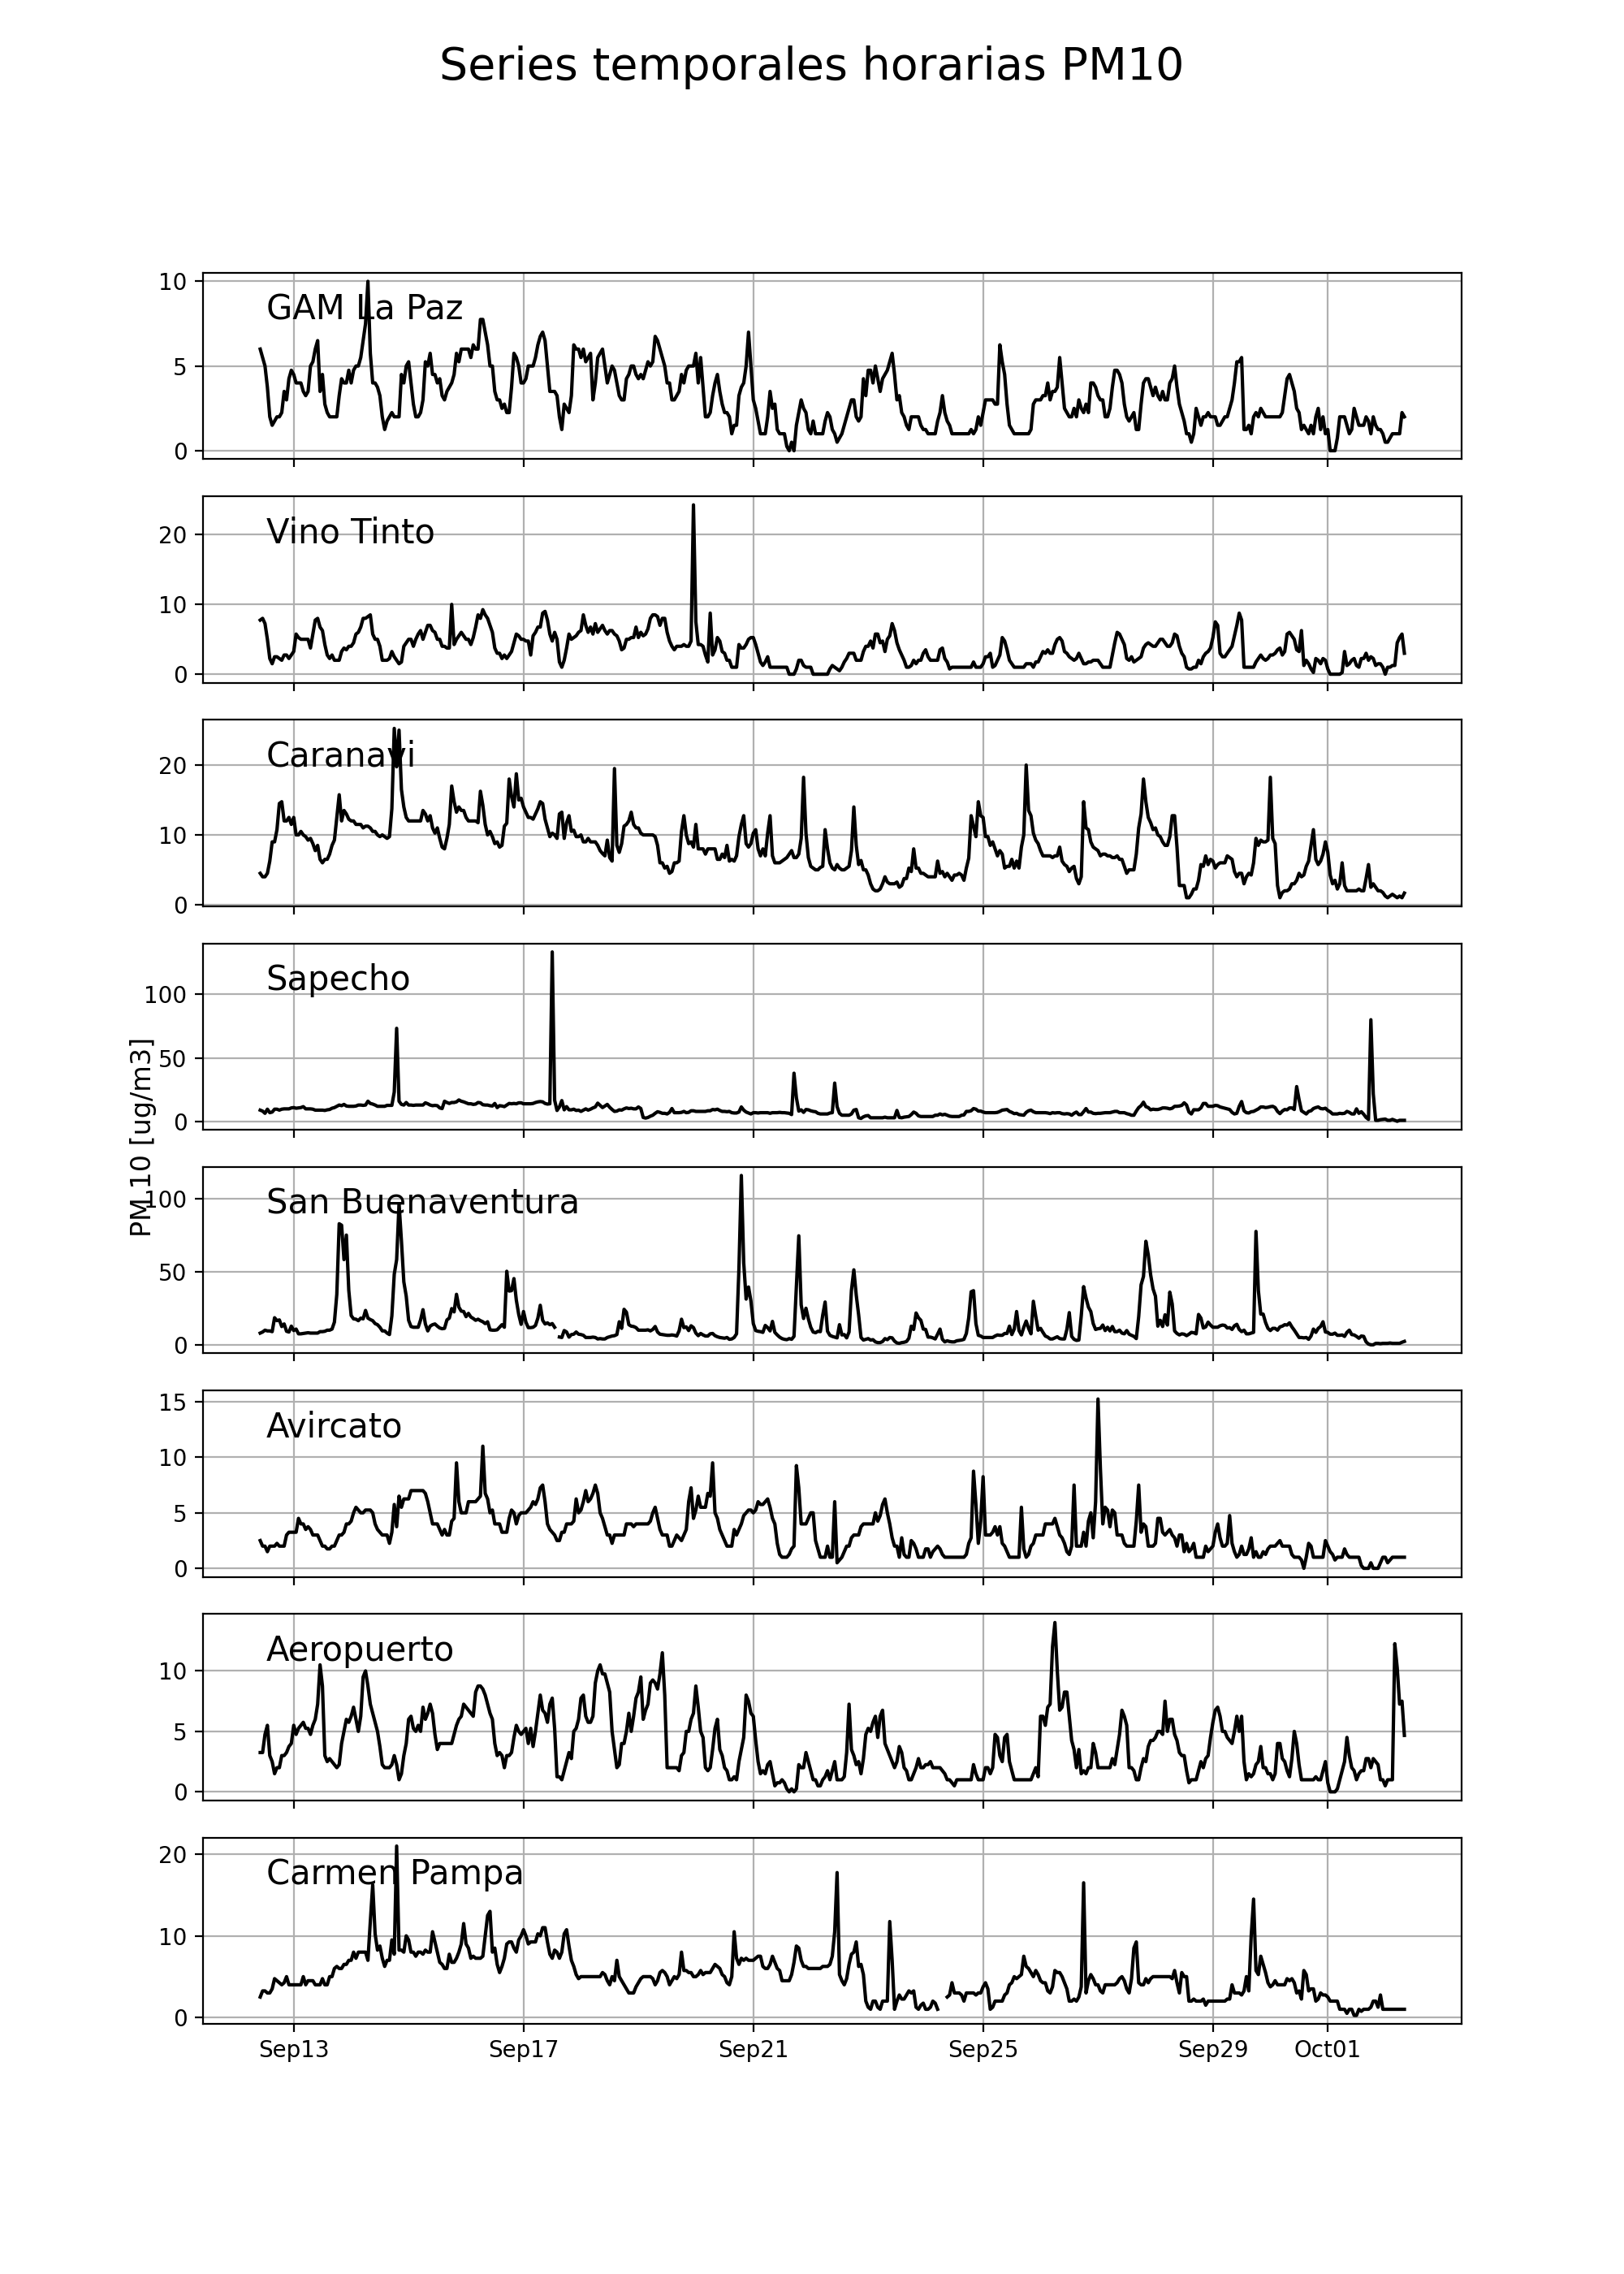 Series temporales horarias PM10
GAM La Paz
10
5
0
Vino Tinto
20
10
0
Caranavi
20
10
0
Sapecho
100
50
0
PM 10 [ug/m3]
San Buenaventura
100
50
0
Avircato
15
10
5
0
Aeropuerto
10
5
0
Carmen Pampa
20
10
0
Sep13 Sep17 Sep21 Sep25 Sep29 Oct01